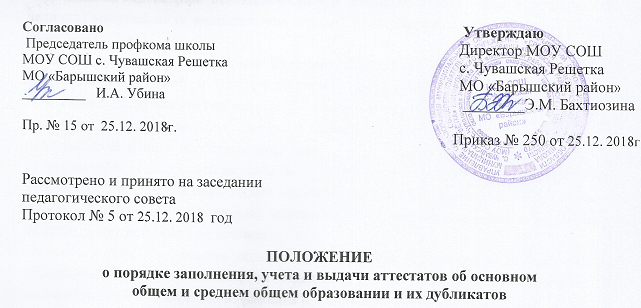 Согласовано
Председатель профкома школы
МОУ СОШ с. Чувашская Решетка
МО «Барышский район»
__________ И.А. Убина
Пр. № 15 от 25.12. 2018г.
Утверждаю
Директор МОУ СОШ
с. Чувашская Решетка
МО «Барышский район»
_________Э.М. Бахтиозина
Приказ № 250 от 25.12. 2018г
Рассмотрено и принято на заседании
педагогического совета
Протокол № 5 от 25.12. 2018 год
ПОЛОЖЕНИЕ
о порядке заполнения, учета и выдачи аттестатов об основном
общем и среднем общем образовании и их дубликатов